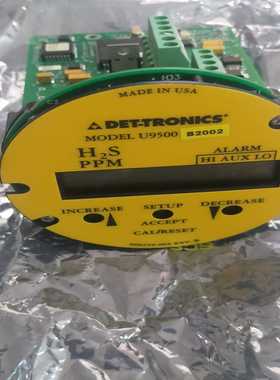 103
MADE IN USA
DET-TRONICS
MODEL U9500 B2002
H2S
PPM
ALARM
HI AUX LO
INCREASE
SETUP
DECREASE
ACCEPT
CAL/RESET